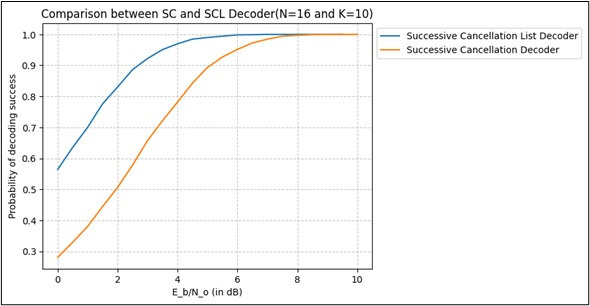 Comparison between SC and SCL Decoder(N=16 and K=10)
Successive Cancellation List Decoder
Successive Cancellation Decoder
Probability of decoding success
1.0
0.9
0.8
0.7
0.6
0.5
0.4
0.3
0 2 4 6 8 10
E_b/N_o (in dB)